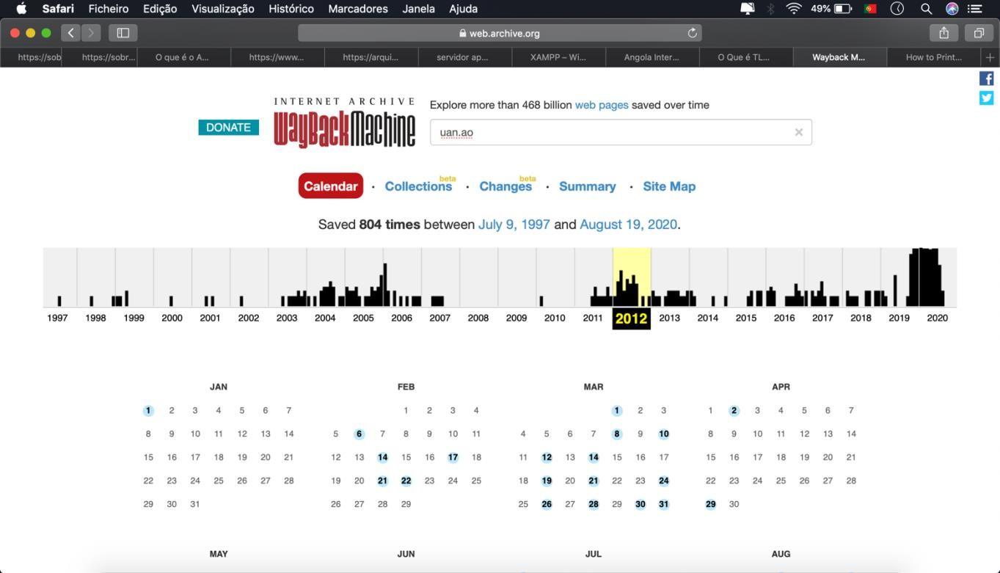 Safari Ficheiro Edição Visualização Histórico Marcadores Janela Ajuda 49%
web.archive.org
https://sob https://sobr... O que é o A... https://www... https://arqui... servidor ap... XAMPP – Wi... Angola Inter... O Que é TL... Wayback M... How to Print...
DONATE
INTERNET ARCHIVE
WayBackMachine
Explore more than 468 billion web pages saved over time
uan.ao
Calendar · Collections beta · Changes beta · Summary · Site Map
Saved 804 times between July 9, 1997 and August 19, 2020.
1997 1998 1999 2000 2001 2002 2003 2004 2005 2006 2007 2008 2009 2010 2011 2012 2013 2014 2015 2016 2017 2018 2019 2020
JAN
1 2 3 4 5 6 7
8 9 10 11 12 13 14
15 16 17 18 19 20 21
22 23 24 25 26 27 28
29 30 31
FEB
1 2 3 4
5 6 7 8 9 10 11
12 13 14 15 16 17 18
19 20 21 22 23 24 25
26 27 28 29
MAR
1 2 3
4 5 6 7 8 9 10
11 12 13 14 15 16 17
18 19 20 21 22 23 24
25 26 27 28 29 30 31
APR
1 2 3 4 5 6 7
8 9 10 11 12 13 14
15 16 17 18 19 20 21
22 23 24 25 26 27 28
29 30
MAY JUN JUL AUG